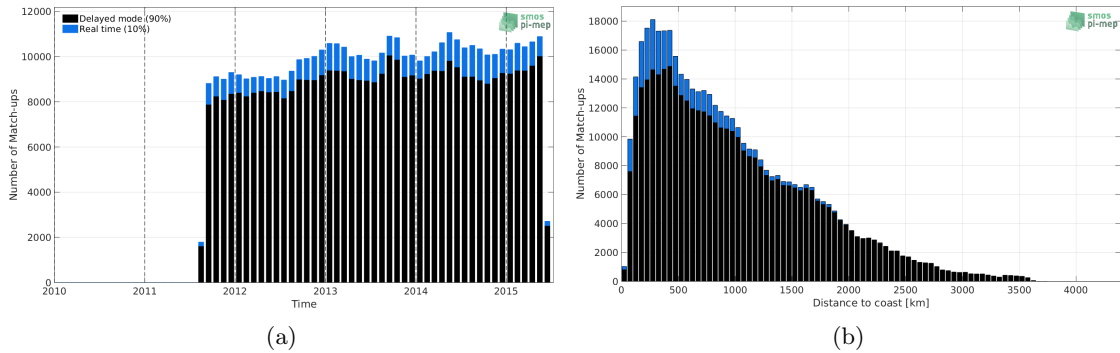 12000
10000
8000
6000
4000
2000
0
Number of Match-ups
Delayed mode (90%)
Real time (10%)
smos
pi-mep
2010 2011 2012 2013 2014 2015
Time
(a)
18000
16000
14000
12000
10000
8000
6000
4000
2000
0
Number of Match-ups
smos
pi-mep
0 500 1000 1500 2000 2500 3000 3500 4000
Distance to coast [km]
(b)